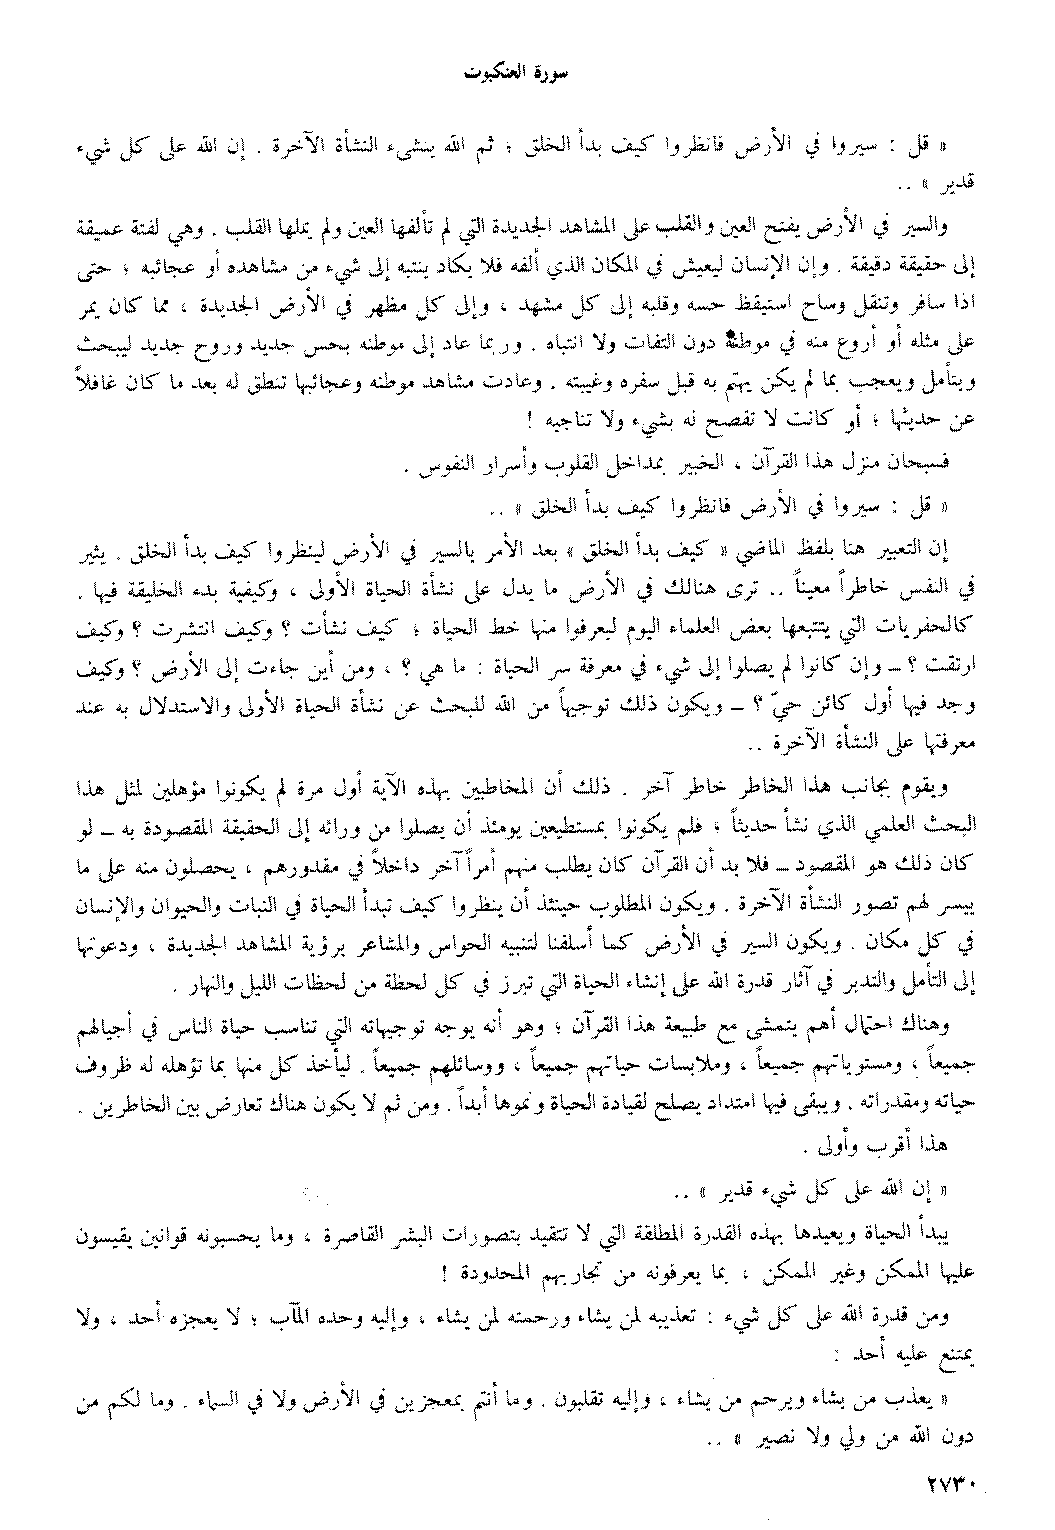 سورة العنكبوت
« قل : سيروا في الأرض فانظروا كيف بدأ الخلق ؛ ثم الله ينشىء النشأة الآخرة . إن الله على كل شيء
قدير » ..
والسير في الأرض يفتح العين والقلب على المشاهد الجديدة التي لم تألفها العين ولم يملها القلب . وهي لفتة عميقة
إلى حقيقة دقيقة . وإن الإنسان ليعيش في المكان الذي ألفه فلا يكاد ينتبه إلى شيء من مشاهده أو عجائبه ؛ حتى
اذا سافر وتنقل وساح استيقظ حسه وقلبه إلى كل مشهد ، وإلى كل مظهر في الأرض الجديدة ، مما كان يمر
على مثله أو أروع منه في موطنه دون التفات ولا انتباه . وربما عاد إلى موطنه بحس جديد وروح جديد ليبحث
ويتأمل ويعجب بما لم يكن يهتم به قبل سفره وغيبته . وعادت مشاهد موطنه وعجائبها تنطق له بعد ما كان غافلاً
عن حديثها ؛ أو كانت لا تفصح له بشيء ولا تناجيه !
فسبحان منزل هذا القرآن ، الخبير بمداخل القلوب وأسرار النفوس .
« قل : سيروا في الأرض فانظروا كيف بدأ الخلق » ..
إن التعبير هنا بلفظ الماضي « كيف بدأ الخلق » بعد الأمر بالسير في الأرض لينظروا كيف بدأ الخلق . يثير
في النفس خاطراً معيناً .. ترى هنالك في الأرض ما يدل على نشأة الحياة الأولى ، وكيفية بدء الخليقة فيها .
كالحفريات التي يتتبعها بعض العلماء اليوم ليعرفوا منها خط الحياة ؛ كيف نشأت ؟ وكيف انتشرت ؟ وكيف
ارتقت ؟ – وإن كانوا لم يصلوا إلى شيء في معرفة سر الحياة : ما هي ؟ ، ومن أين جاءت إلى الأرض ؟ وكيف
وجد فيها أول كائن حيّ ؟ – ويكون ذلك توجيهاً من الله للبحث عن نشأة الحياة الأولى والاستدلال به عند
معرفتها على النشأة الآخرة ..
ويقوم بجانب هذا الخاطر خاطر آخر . ذلك أن المخاطبين بهذه الآية أول مرة لم يكونوا مؤهلين لمثل هذا
البحث العلمي الذي نشأ حديثاً ؛ فلم يكونوا بمستطيعين يومئذ أن يصلوا من ورائه إلى الحقيقة المقصودة به – لو
كان ذلك هو المقصود – فلا بد أن القرآن كان يطلب منهم أمراً آخر داخلاً في مقدورهم ، يحصلون منه على ما
ييسر لهم تصور النشأة الآخرة . ويكون المطلوب حينئذ أن ينظروا كيف تبدأ الحياة في النبات والحيوان والإنسان
في كل مكان . ويكون السير في الأرض كما أسلفنا لتنبيه الحواس والمشاعر برؤية المشاهد الجديدة ، ودعوتها
إلى التأمل والتدبر في آثار قدرة الله على إنشاء الحياة التي تبرز في كل لحظة من لحظات الليل والنهار .
وهناك احتمال أهم يتمشى مع طبيعة هذا القرآن ؛ وهو أنه يوجه توجيهاته التي تناسب حياة الناس في أجيالهم
جميعاً ، ومستوياتهم جميعاً ، وملابسات حياتهم جميعاً ، ووسائلهم جميعاً . ليأخذ كل منها بما تؤهله له ظروف
حياته ومقدراته . ويبقى فيها امتداد يصلح لقيادة الحياة ونموها أبداً . ومن ثم لا يكون هناك تعارض بين الخاطرين .
هذا أقرب وأولى .
« إن الله على كل شيء قدير » ..
يبدأ الحياة ويعيدها بهذه القدرة المطلقة التي لا تتقيد بتصورات البشر القاصرة ، وما يحسبونه قوانين يقيسون
عليها الممكن وغير الممكن ، بما يعرفونه من تجاربهم المحدودة !
ومن قدرة الله على كل شيء : تعذيبه لمن يشاء ورحمته لمن يشاء ، وإليه وحده المآب ؛ لا يعجزه أحد ، ولا
يمتنع عليه أحد :
« يعذب من يشاء ويرحم من يشاء ، وإليه تقلبون . وما أنتم بمعجزين في الأرض ولا في السماء . وما لكم من
دون الله من ولي ولا نصير » ..
٢٧٣٠